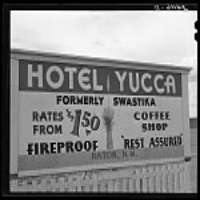 HOTEL YUCCA
FORMERLY SWASTIKA
RATES FROM $1.50
COFFEE SHOP
FIREPROOF
"REST ASSURED"
RATON, N.M.